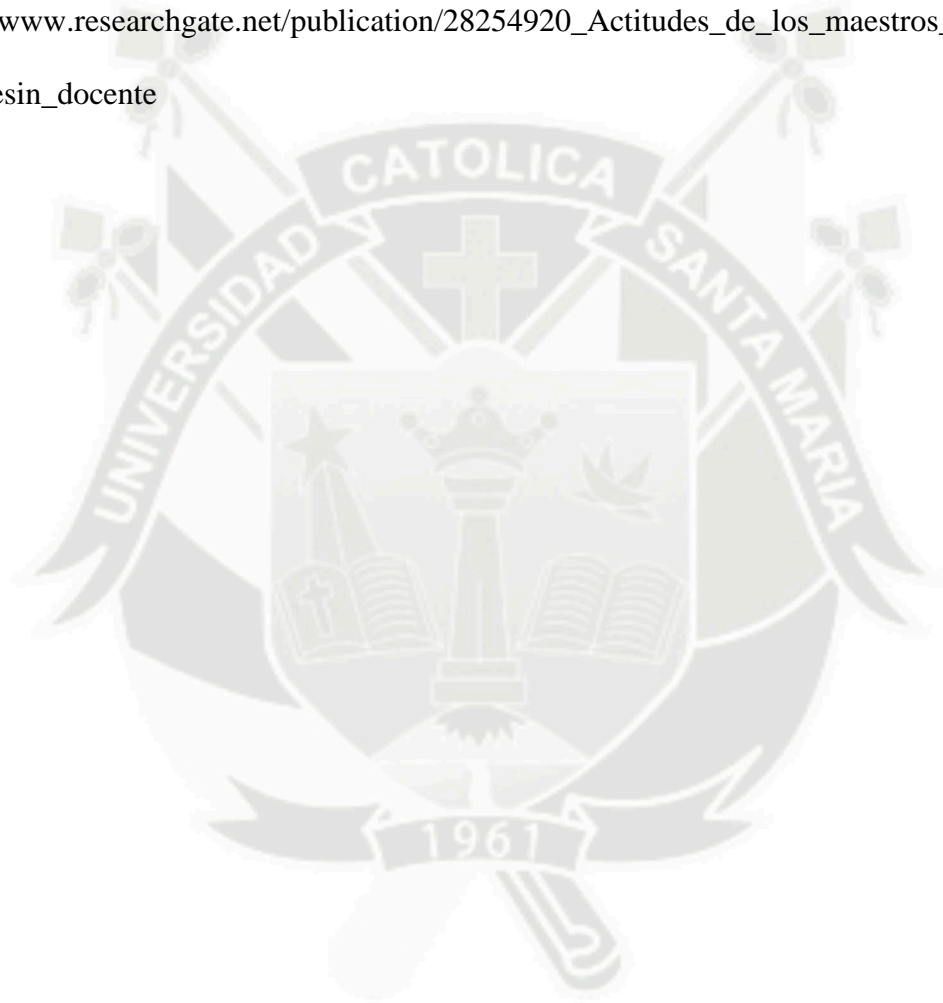 www.researchgate.net/publication/28254920_Actitudes_de_los_maestros_
esin_docente
UNIVERSIDAD CATOLICA SANTA MARIA
1961